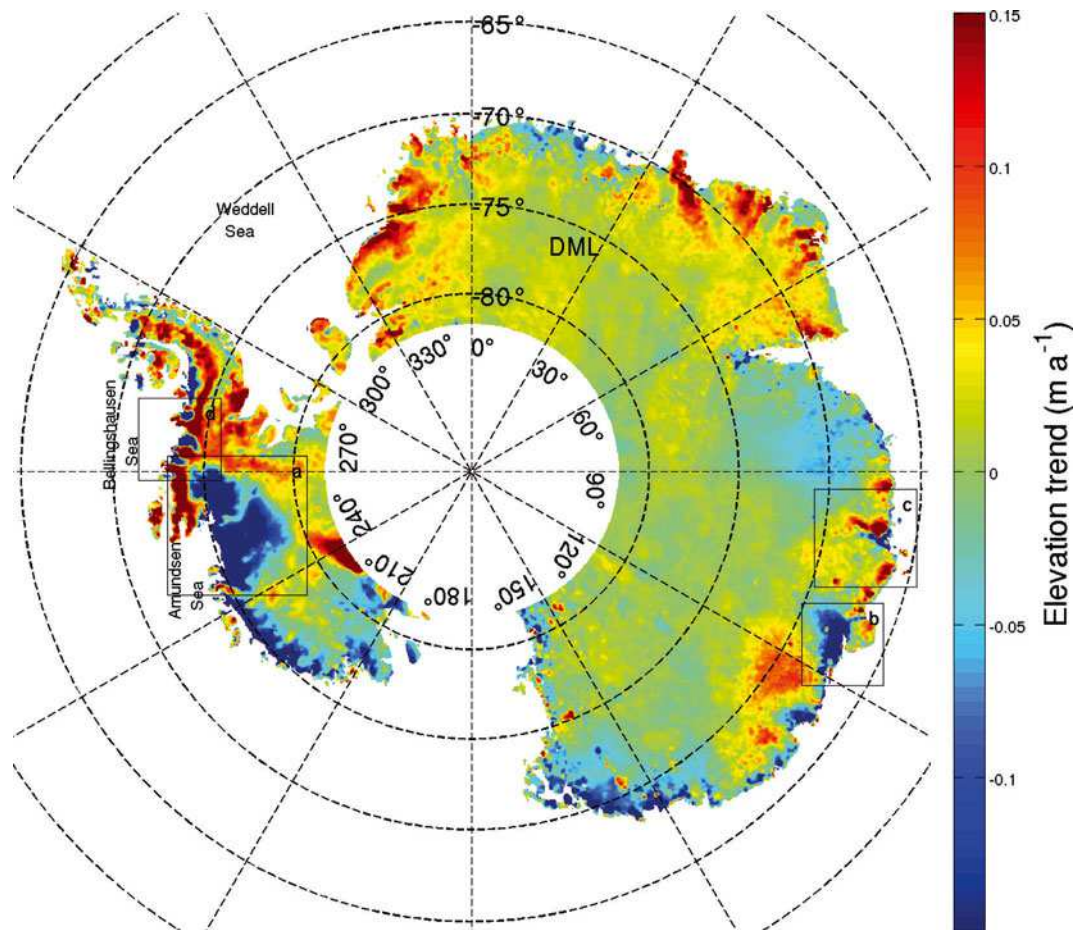 -65°
-70°
-75°
-80°
Weddell
Sea
DML
0°
30°
60°
90°
120°
150°
180
210°
240°
270°
300°
330°
Bellingshausen
Sea
Amundsen
Sea
d
a
c
b
0.15
0.1
0.05
0
-0.05
-0.1
Elevation trend (m a⁻¹)